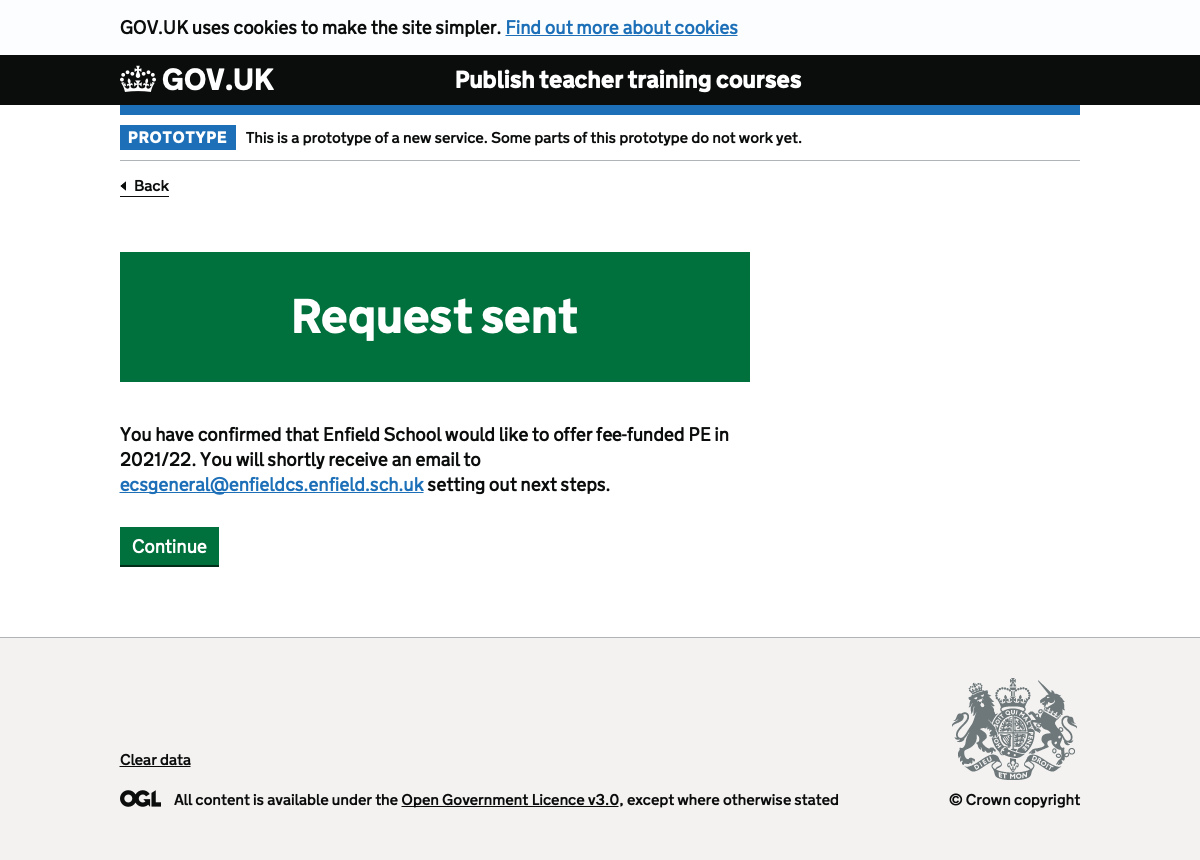 GOV.UK uses cookies to make the site simpler. Find out more about cookies
GOV.UK Publish teacher training courses
PROTOTYPE This is a prototype of a new service. Some parts of this prototype do not work yet.
Back
Request sent
You have confirmed that Enfield School would like to offer fee-funded PE in
2021/22. You will shortly receive an email to
ecsgeneral@enfieldcs.enfield.sch.uk setting out next steps.
Continue
Clear data
OGL All content is available under the Open Government Licence v3.0, except where otherwise stated
DIEU ET MON DROIT
© Crown copyright